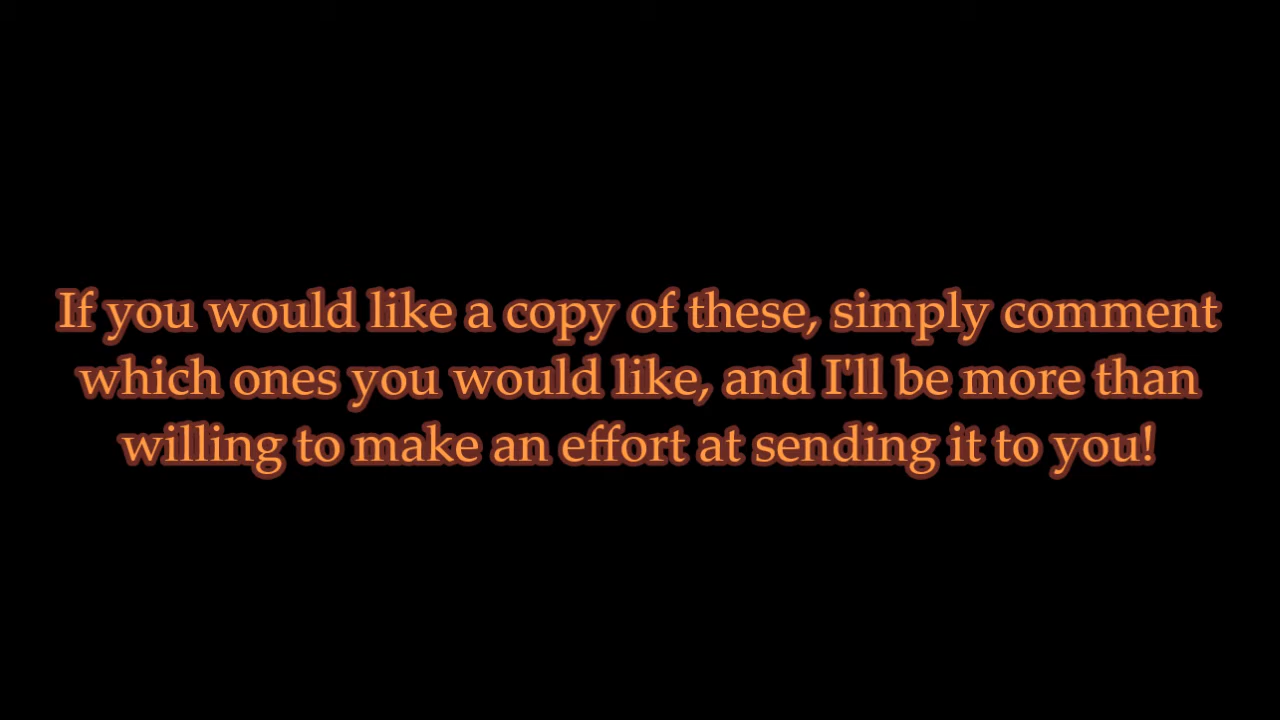 If you would like a copy of these, simply comment
which ones you would like, and I'll be more than
willing to make an effort at sending it to you!